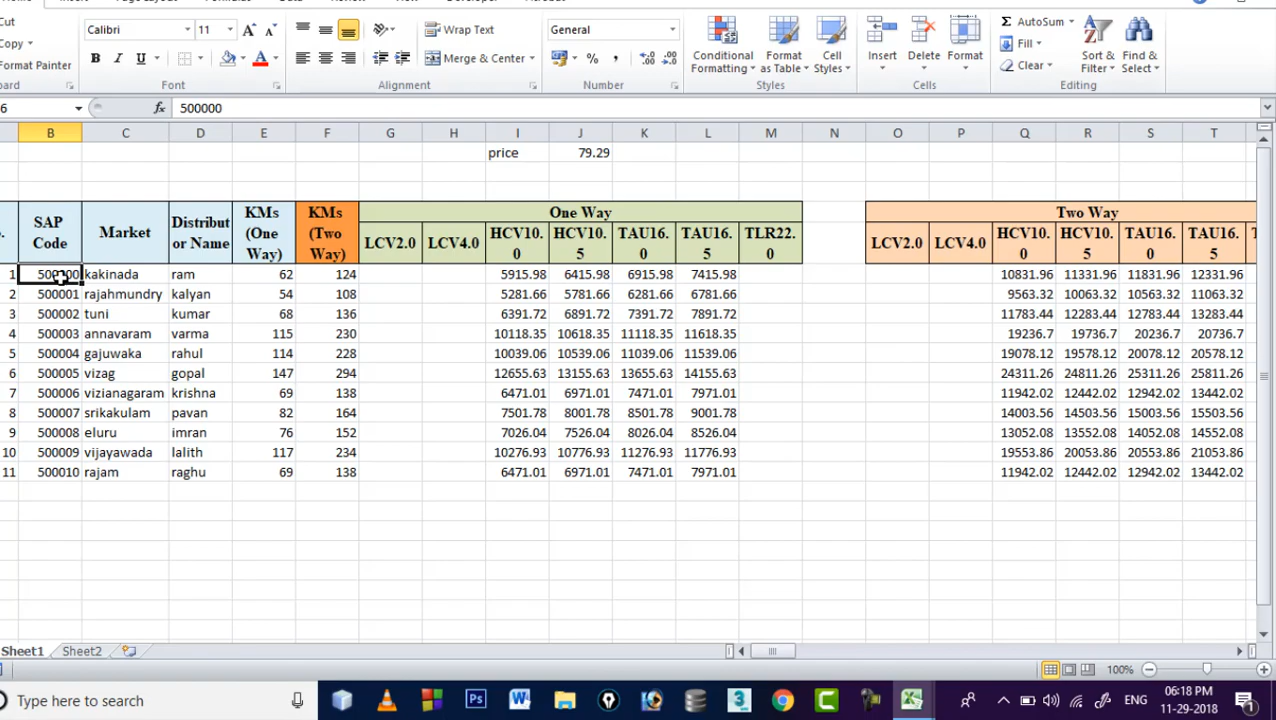 Cut
Calibri 11 A A Wrap Text General AutoSum
Copy Fill
Format Painter B I U Merge & Center % , Conditional Formatting Format as Table Cell Styles Insert Delete Format Clear Sort & Filter Find & Select
Font Alignment Number Styles Cells Editing
6 fx 500000
B C D E F G H I J K L M N O P Q R S T
price 79.29
SAP Code Market Distribut or Name KMs (One Way) KMs (Two Way) One Way Two Way
LCV2.0 LCV4.0 HCV10.0 HCV10.5 TAU16.0 TAU16.5 TLR22.0 LCV2.0 LCV4.0 HCV10.0 HCV10.5 TAU16.0 TAU16.5
1 500000 kakinada ram 62 124 5915.98 6415.98 6915.98 7415.98 10831.96 11331.96 11831.96 12331.96
2 500001 rajahmundry kalyan 54 108 5281.66 5781.66 6281.66 6781.66 9563.32 10063.32 10563.32 11063.32
3 500002 tuni kumar 68 136 6391.72 6891.72 7391.72 7891.72 11783.44 12283.44 12783.44 13283.44
4 500003 annavaram varma 115 230 10118.35 10618.35 11118.35 11618.35 19236.7 19736.7 20236.7 20736.7
5 500004 gajuwaka rahul 114 228 10039.06 10539.06 11039.06 11539.06 19078.12 19578.12 20078.12 20578.12
6 500005 vizag gopal 147 294 12655.63 13155.63 13655.63 14155.63 24311.26 24811.26 25311.26 25811.26
7 500006 vizianagaram krishna 69 138 6471.01 6971.01 7471.01 7971.01 11942.02 12442.02 12942.02 13442.02
8 500007 srikakulam pavan 82 164 7501.78 8001.78 8501.78 9001.78 14003.56 14503.56 15003.56 15503.56
9 500008 eluru imran 76 152 7026.04 7526.04 8026.04 8526.04 13052.08 13552.08 14052.08 14552.08
10 500009 vijayawada lalith 117 234 10276.93 10776.93 11276.93 11776.93 19553.86 20053.86 20553.86 21053.86
11 500010 rajam raghu 69 138 6471.01 6971.01 7471.01 7971.01 11942.02 12442.02 12942.02 13442.02
Sheet1 Sheet2
100%
Type here to search ENG 06:18 PM
11-29-2018